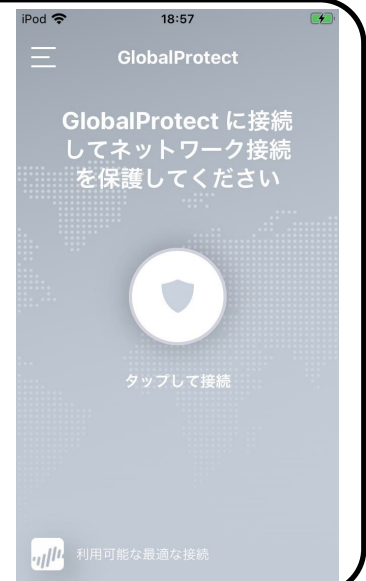 iPod 18:57
GlobalProtect
GlobalProtect に接続
してネットワーク接続
を保護してください
タップして接続
利用可能な最適な接続